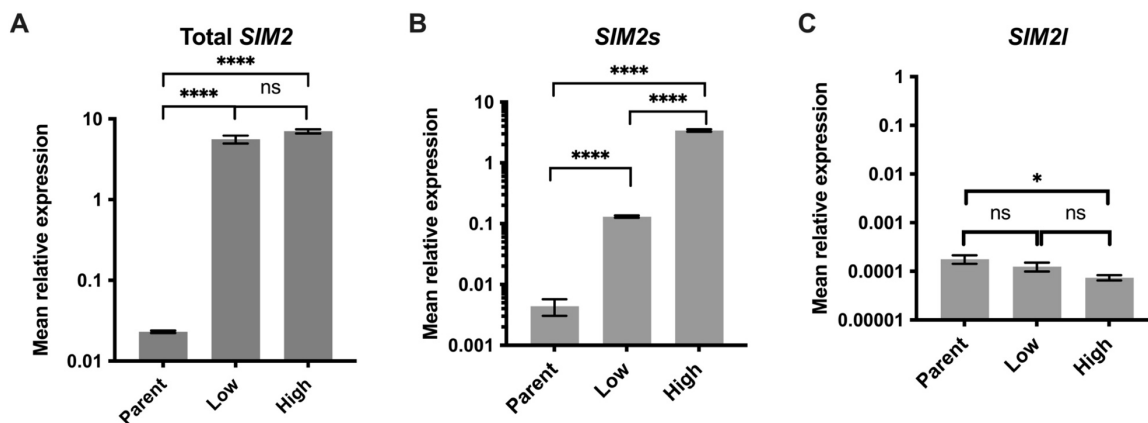 A
Total SIM2
****
****
ns
Mean relative expression
10
1
0.1
0.01
Parent
Low
High
B
SIM2s
****
****
****
Mean relative expression
10
1
0.1
0.01
0.001
Parent
Low
High
C
SIM2l
Mean relative expression
1
0.1
0.01
0.001
0.0001
0.00001
*
ns
ns
Parent
Low
High